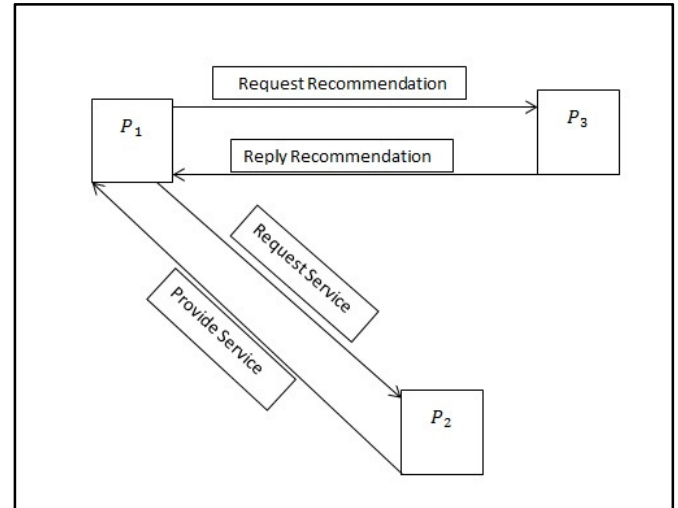 Request Recommendation
P₁
P₃
Reply Recommendation
Request Service
Provide Service
P₂